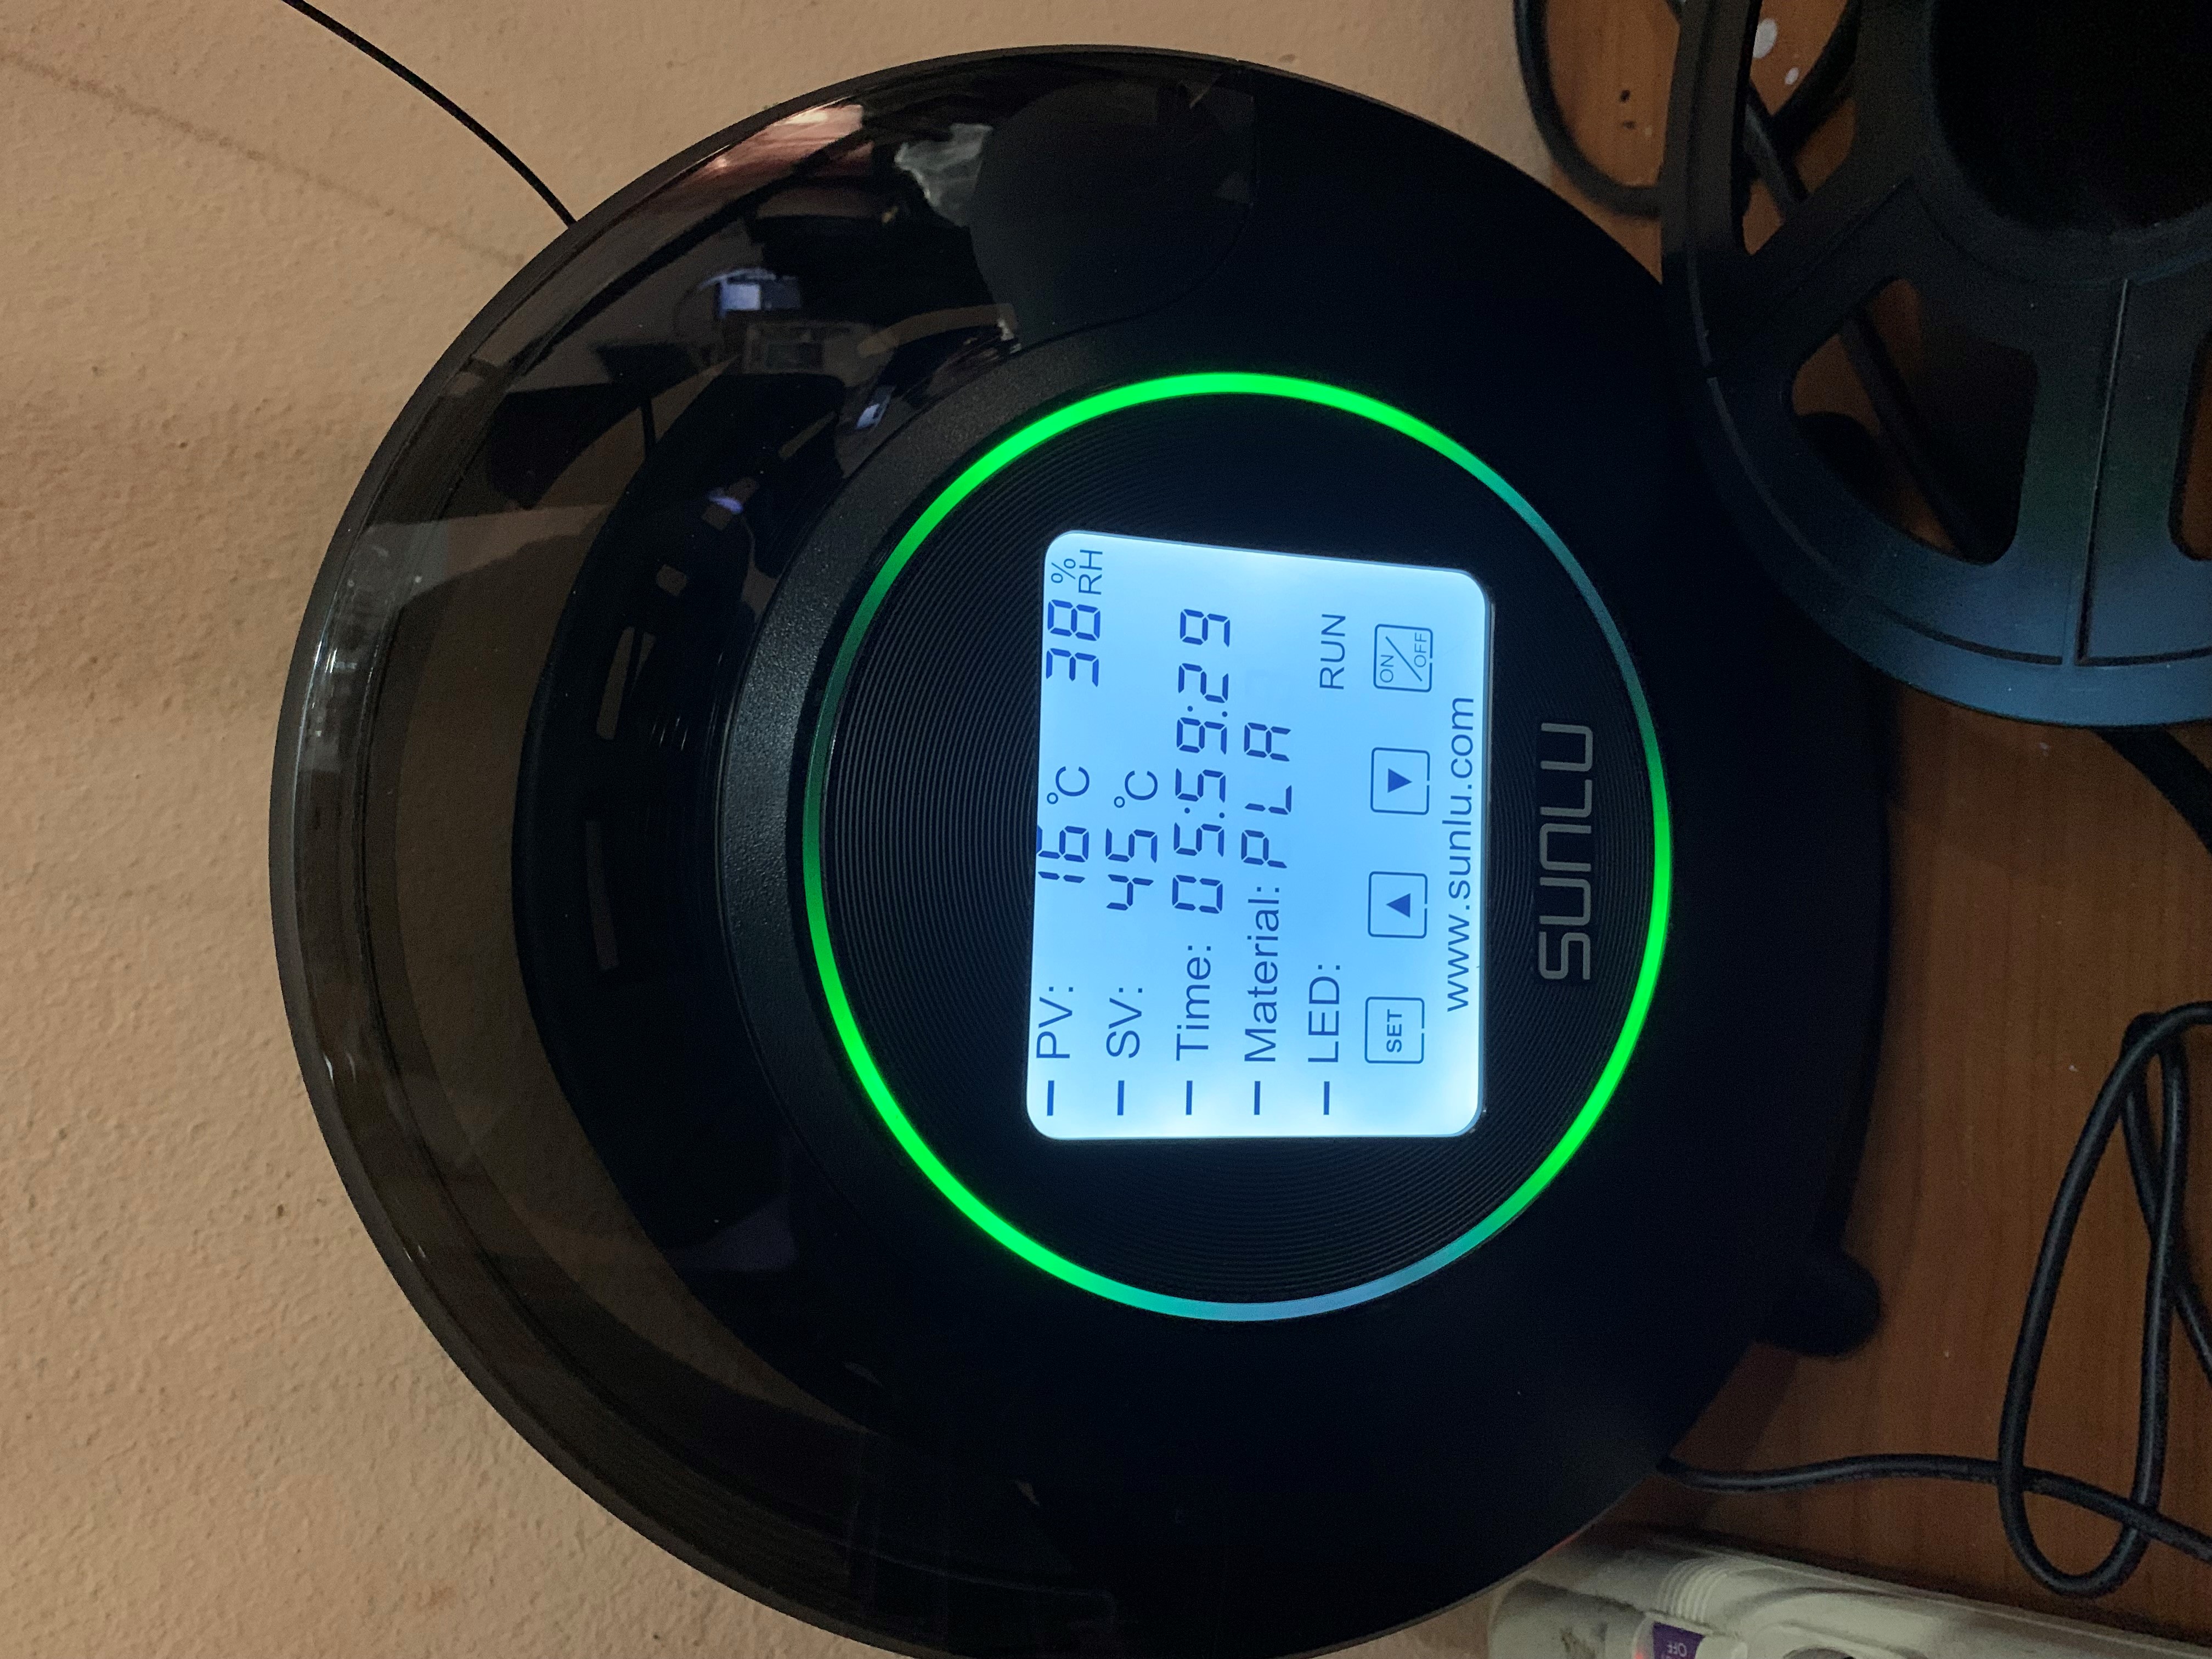 PV: 16°C 38%RH
SV: 45°C
Time: 05:59:29
Material: PLA
LED:
RUN
SET ▲ ▼ ON/OFF
www.sunlu.com
SUNLU
OFF